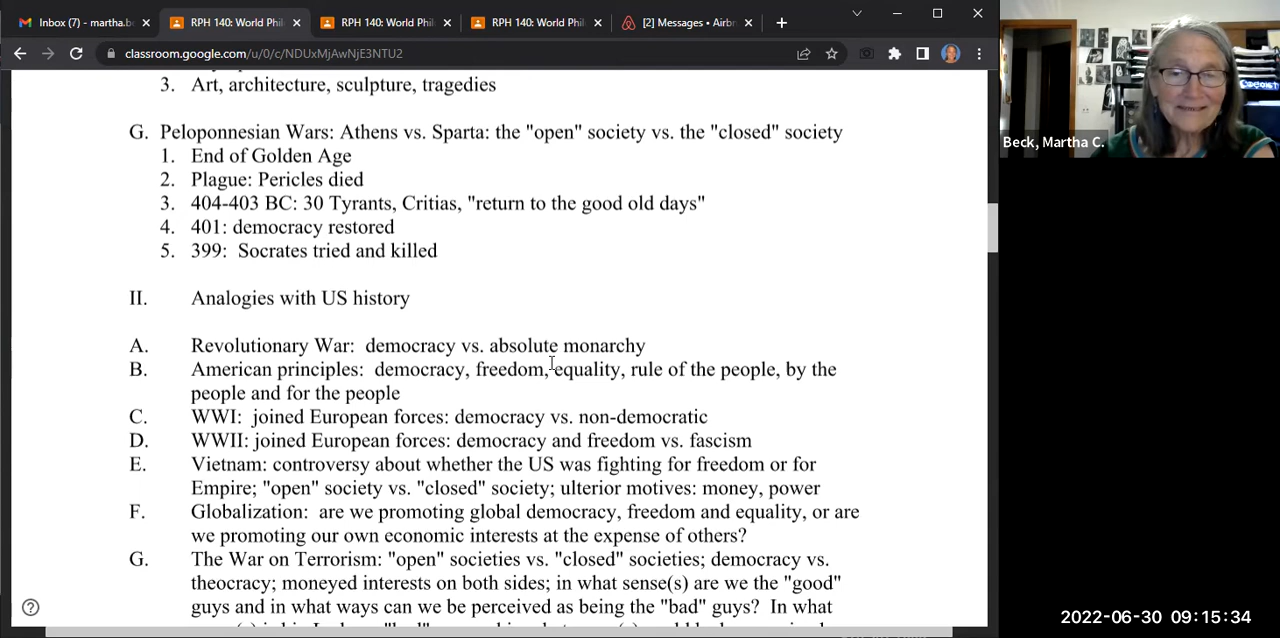 Inbox (7) - martha.b
RPH 140: World Phil
RPH 140: World Phil
RPH 140: World Phil
[2] Messages • Airbn
classroom.google.com/u/0/c/NDUxMjAwNjE3NTU2
3. Art, architecture, sculpture, tragedies
G. Peloponnesian Wars: Athens vs. Sparta: the "open" society vs. the "closed" society
1. End of Golden Age
2. Plague: Pericles died
3. 404-403 BC: 30 Tyrants, Critias, "return to the good old days"
4. 401: democracy restored
5. 399: Socrates tried and killed
II. Analogies with US history
A. Revolutionary War: democracy vs. absolute monarchy
B. American principles: democracy, freedom, equality, rule of the people, by the
people and for the people
C. WWI: joined European forces: democracy vs. non-democratic
D. WWII: joined European forces: democracy and freedom vs. fascism
E. Vietnam: controversy about whether the US was fighting for freedom or for
Empire; "open" society vs. "closed" society; ulterior motives: money, power
F. Globalization: are we promoting global democracy, freedom and equality, or are
we promoting our own economic interests at the expense of others?
G. The War on Terrorism: "open" societies vs. "closed" societies; democracy vs.
theocracy; moneyed interests on both sides; in what sense(s) are we the "good"
guys and in what ways can we be perceived as being the "bad" guys? In what
Beck, Martha C.
2022-06-30 09:15:34